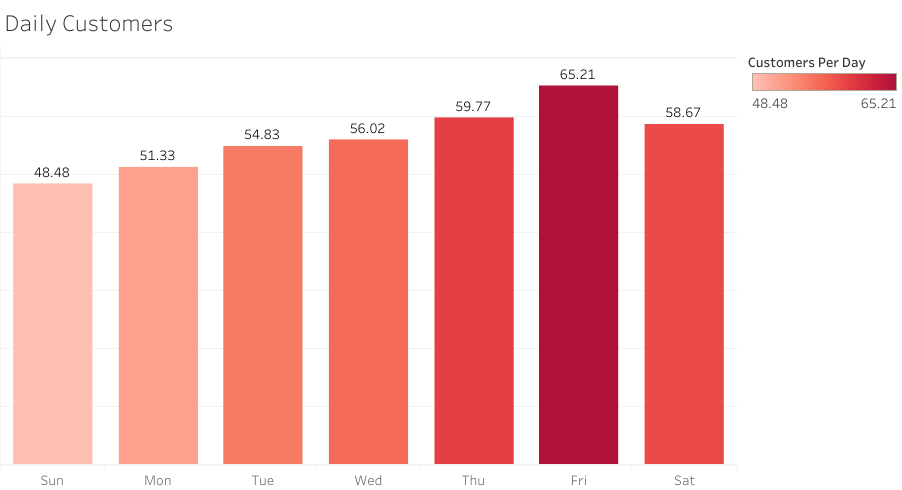 Daily Customers
Customers Per Day
48.48 65.21
65.21
59.77
58.67
56.02
54.83
51.33
48.48
Sun Mon Tue Wed Thu Fri Sat